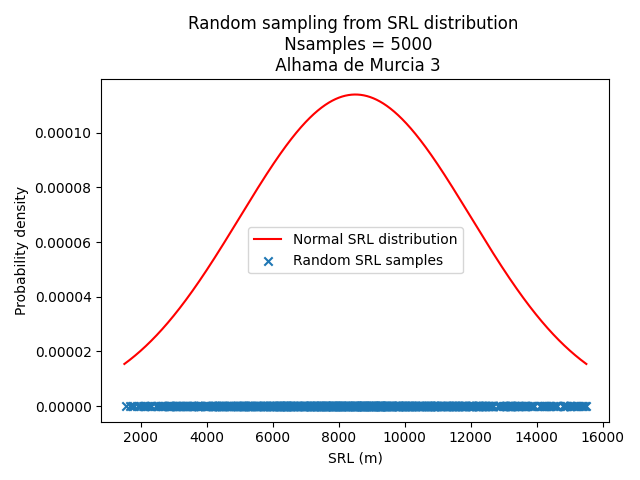 Random sampling from SRL distribution
Nsamples = 5000
Alhama de Murcia 3
Probability density
0.00010
0.00008
0.00006
0.00004
0.00002
0.00000
Normal SRL distribution
Random SRL samples
2000 4000 6000 8000 10000 12000 14000 16000
SRL (m)